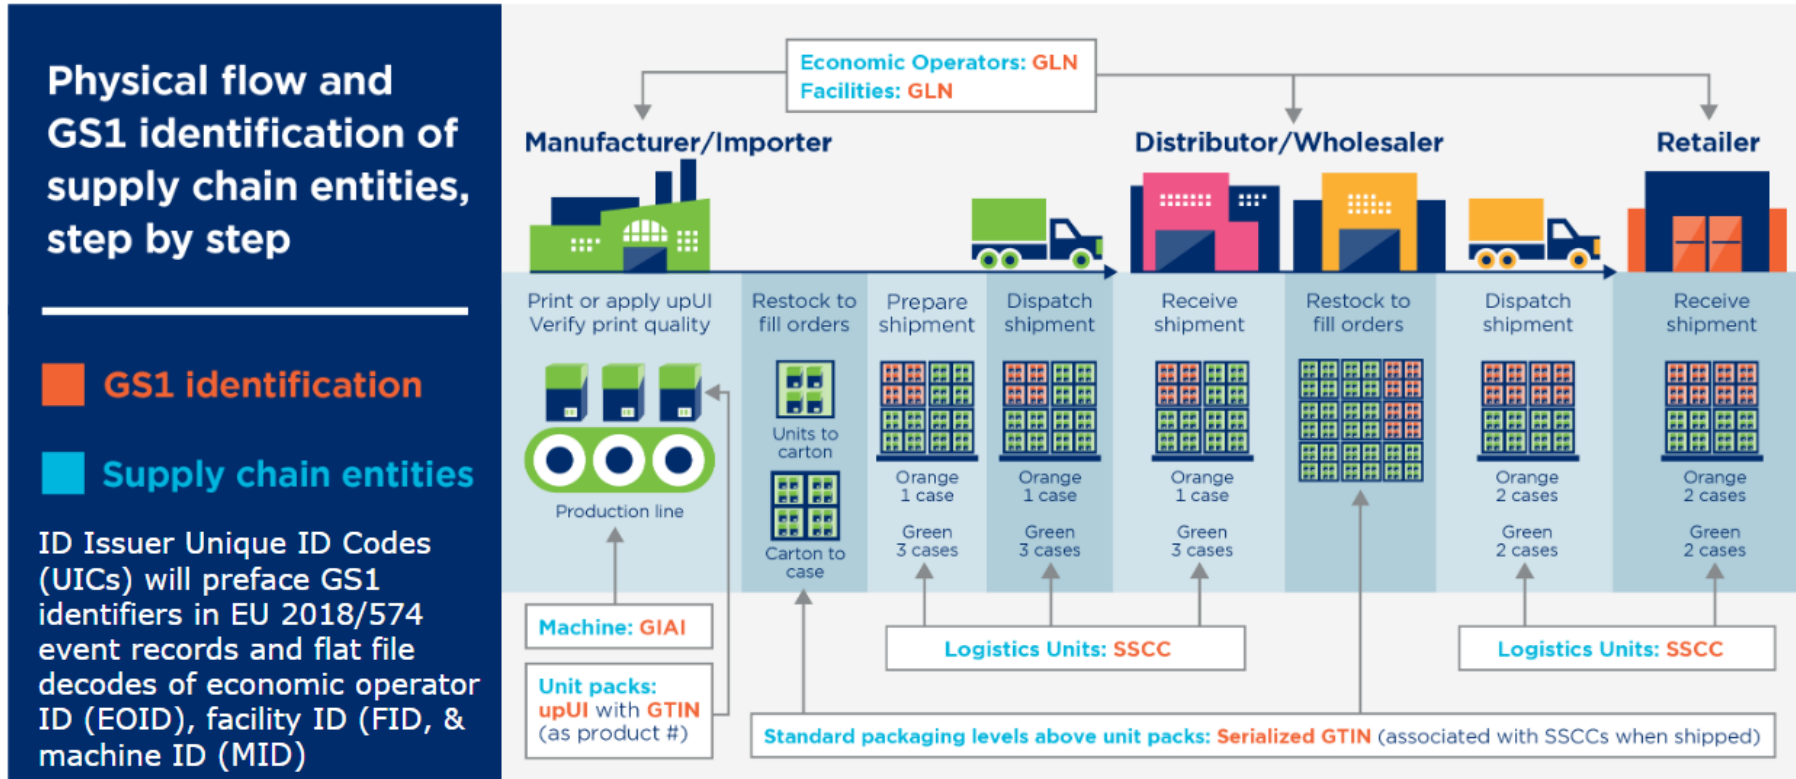 Physical flow and
GS1 identification of
supply chain entities,
step by step
GS1 identification
Supply chain entities
ID Issuer Unique ID Codes
(UICs) will preface GS1
identifiers in EU 2018/574
event records and flat file
decodes of economic operator
ID (EOID), facility ID (FID, &
machine ID (MID)
Economic Operators: GLN
Facilities: GLN
Manufacturer/Importer
Distributor/Wholesaler
Retailer
Print or apply upUI
Verify print quality
Production line
Restock to
fill orders
Units to
carton
Carton to
case
Prepare
shipment
Orange
1 case
Green
3 cases
Dispatch
shipment
Orange
1 case
Green
3 cases
Receive
shipment
Orange
1 case
Green
3 cases
Restock to
fill orders
Dispatch
shipment
Orange
2 cases
Green
2 cases
Receive
shipment
Orange
2 cases
Green
2 cases
Machine: GIAI
Unit packs:
upUI with GTIN
(as product #)
Logistics Units: SSCC
Logistics Units: SSCC
Standard packaging levels above unit packs: Serialized GTIN (associated with SSCCs when shipped)